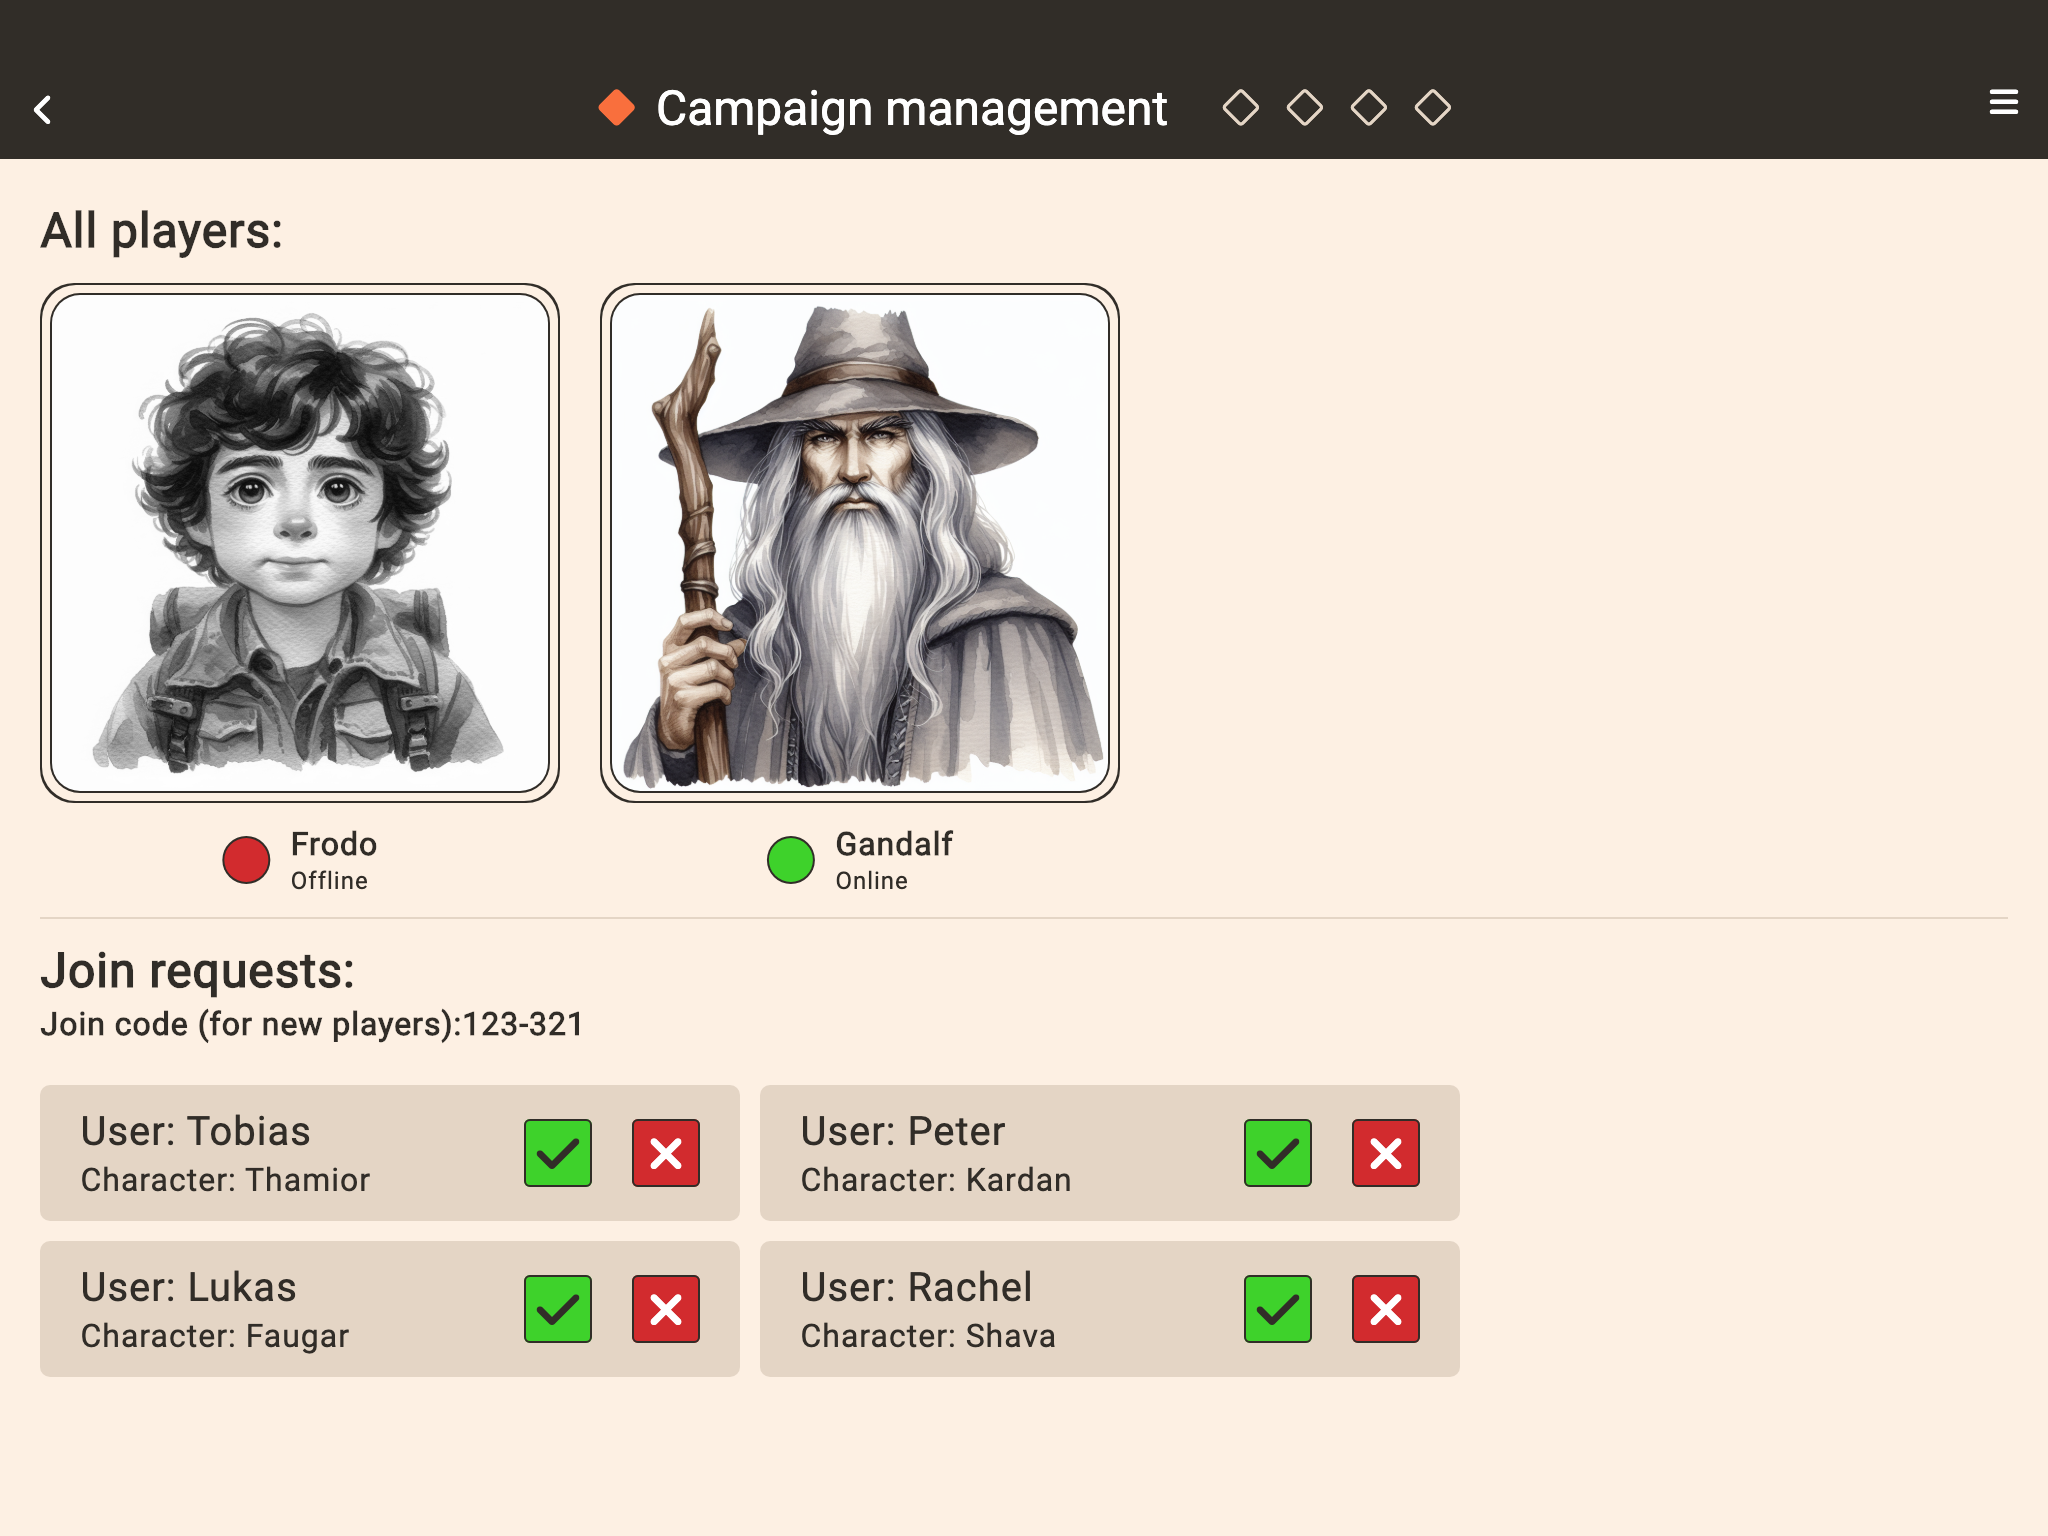 Campaign management
All players:
Frodo
Offline
Gandalf
Online
Join requests:
Join code (for new players):123-321
User: Tobias
Character: Thamior
User: Peter
Character: Kardan
User: Lukas
Character: Faugar
User: Rachel
Character: Shava